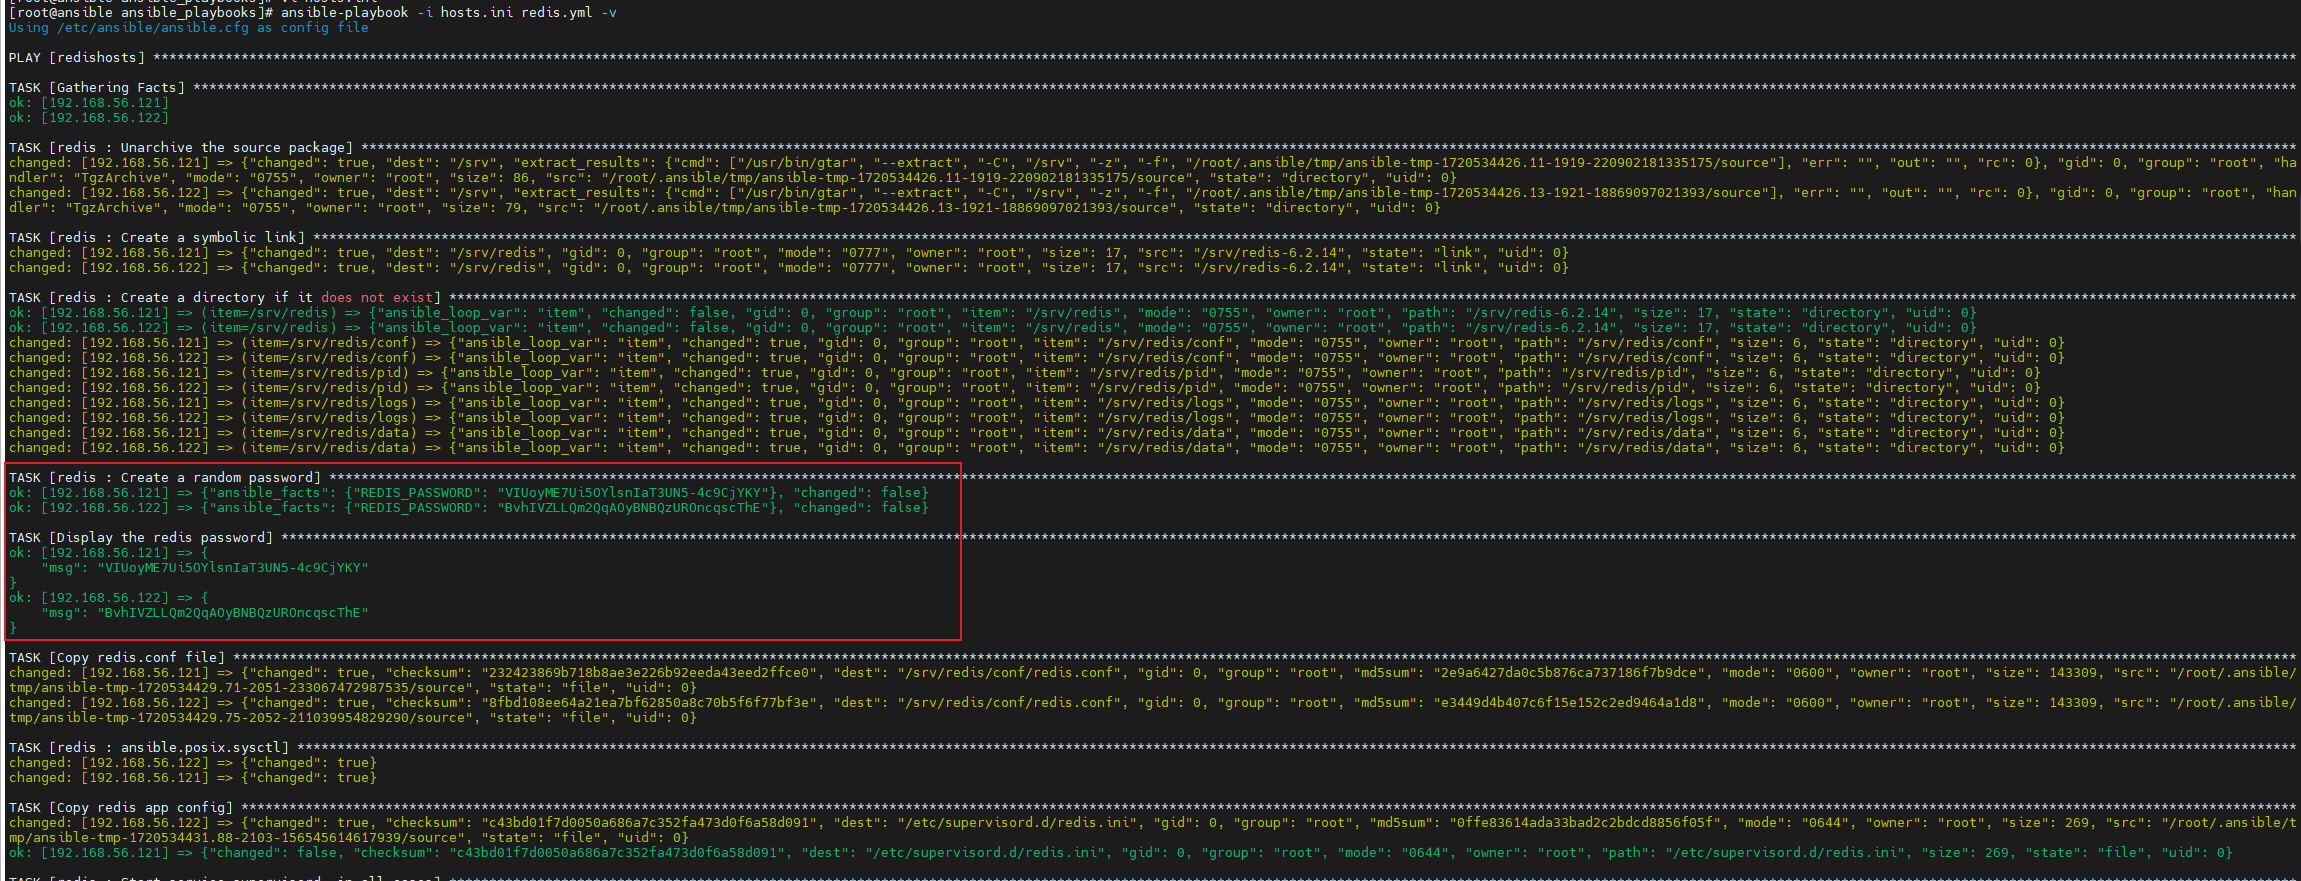 [root@ansible ansible_playbooks]# ansible-playbook -i hosts.ini redis.yml -v
Using /etc/ansible/ansible.cfg as config file
PLAY [redishosts] ****************************************************************
TASK [Gathering Facts] ****************************************************************
ok: [192.168.56.121]
ok: [192.168.56.122]
TASK [redis : Unarchive the source package] ****************************************************************
changed: [192.168.56.121] => {"changed": true, "dest": "/srv", "extract_results": {"cmd": ["/usr/bin/gtar", "--extract", "-C", "/srv", "-z", "-f", "/root/.ansible/tmp/ansible-tmp-1720534426.11-1919-220902181335175/source"], "err": "", "out": "", "rc": 0}, "gid": 0, "group": "root", "ha
ndler": "TgzArchive", "mode": "0755", "owner": "root", "size": 86, "src": "/root/.ansible/tmp/ansible-tmp-1720534426.11-1919-220902181335175/source", "state": "directory", "uid": 0}
changed: [192.168.56.122] => {"changed": true, "dest": "/srv", "extract_results": {"cmd": ["/usr/bin/gtar", "--extract", "-C", "/srv", "-z", "-f", "/root/.ansible/tmp/ansible-tmp-1720534426.13-1921-18869097021393/source"], "err": "", "out": "", "rc": 0}, "gid": 0, "group": "root", "han
dler": "TgzArchive", "mode": "0755", "owner": "root", "size": 79, "src": "/root/.ansible/tmp/ansible-tmp-1720534426.13-1921-18869097021393/source", "state": "directory", "uid": 0}
TASK [redis : Create a symbolic link] ****************************************************************
changed: [192.168.56.121] => {"changed": true, "dest": "/srv/redis", "gid": 0, "group": "root", "mode": "0777", "owner": "root", "size": 17, "src": "/srv/redis-6.2.14", "state": "link", "uid": 0}
changed: [192.168.56.122] => {"changed": true, "dest": "/srv/redis", "gid": 0, "group": "root", "mode": "0777", "owner": "root", "size": 17, "src": "/srv/redis-6.2.14", "state": "link", "uid": 0}
TASK [redis : Create a directory if it does not exist] ****************************************************************
ok: [192.168.56.121] => (item=/srv/redis) => {"ansible_loop_var": "item", "changed": false, "gid": 0, "group": "root", "item": "/srv/redis", "mode": "0755", "owner": "root", "path": "/srv/redis-6.2.14", "size": 17, "state": "directory", "uid": 0}
ok: [192.168.56.122] => (item=/srv/redis) => {"ansible_loop_var": "item", "changed": false, "gid": 0, "group": "root", "item": "/srv/redis", "mode": "0755", "owner": "root", "path": "/srv/redis-6.2.14", "size": 17, "state": "directory", "uid": 0}
changed: [192.168.56.121] => (item=/srv/redis/conf) => {"ansible_loop_var": "item", "changed": true, "gid": 0, "group": "root", "item": "/srv/redis/conf", "mode": "0755", "owner": "root", "path": "/srv/redis/conf", "size": 6, "state": "directory", "uid": 0}
changed: [192.168.56.122] => (item=/srv/redis/conf) => {"ansible_loop_var": "item", "changed": true, "gid": 0, "group": "root", "item": "/srv/redis/conf", "mode": "0755", "owner": "root", "path": "/srv/redis/conf", "size": 6, "state": "directory", "uid": 0}
changed: [192.168.56.121] => (item=/srv/redis/pid) => {"ansible_loop_var": "item", "changed": true, "gid": 0, "group": "root", "item": "/srv/redis/pid", "mode": "0755", "owner": "root", "path": "/srv/redis/pid", "size": 6, "state": "directory", "uid": 0}
changed: [192.168.56.122] => (item=/srv/redis/pid) => {"ansible_loop_var": "item", "changed": true, "gid": 0, "group": "root", "item": "/srv/redis/pid", "mode": "0755", "owner": "root", "path": "/srv/redis/pid", "size": 6, "state": "directory", "uid": 0}
changed: [192.168.56.121] => (item=/srv/redis/logs) => {"ansible_loop_var": "item", "changed": true, "gid": 0, "group": "root", "item": "/srv/redis/logs", "mode": "0755", "owner": "root", "path": "/srv/redis/logs", "size": 6, "state": "directory", "uid": 0}
changed: [192.168.56.122] => (item=/srv/redis/logs) => {"ansible_loop_var": "item", "changed": true, "gid": 0, "group": "root", "item": "/srv/redis/logs", "mode": "0755", "owner": "root", "path": "/srv/redis/logs", "size": 6, "state": "directory", "uid": 0}
changed: [192.168.56.121] => (item=/srv/redis/data) => {"ansible_loop_var": "item", "changed": true, "gid": 0, "group": "root", "item": "/srv/redis/data", "mode": "0755", "owner": "root", "path": "/srv/redis/data", "size": 6, "state": "directory", "uid": 0}
changed: [192.168.56.122] => (item=/srv/redis/data) => {"ansible_loop_var": "item", "changed": true, "gid": 0, "group": "root", "item": "/srv/redis/data", "mode": "0755", "owner": "root", "path": "/srv/redis/data", "size": 6, "state": "directory", "uid": 0}
TASK [redis : Create a random password] ****************************************************************
ok: [192.168.56.121] => {"ansible_facts": {"REDIS_PASSWORD": "VIUoyME7Ui5OYlsnIaT3UN5-4c9CjYKY"}, "changed": false}
ok: [192.168.56.122] => {"ansible_facts": {"REDIS_PASSWORD": "BvhIVZLLQm2QqAOyBNBQzUROncqscThE"}, "changed": false}
TASK [Display the redis password] ****************************************************************
ok: [192.168.56.121] => {
"msg": "VIUoyME7Ui5OYlsnIaT3UN5-4c9CjYKY"
}
ok: [192.168.56.122] => {
"msg": "BvhIVZLLQm2QqAOyBNBQzUROncqscThE"
}
TASK [Copy redis.conf file] ****************************************************************
changed: [192.168.56.121] => {"changed": true, "checksum": "232423869b718b8ae3e226b92eeda43eed2ffce0", "dest": "/srv/redis/conf/redis.conf", "gid": 0, "group": "root", "md5sum": "2e9a6427da0c5b876ca737186f7b9dce", "mode": "0600", "owner": "root", "size": 143309, "src": "/root/.ansible/
tmp/ansible-tmp-1720534429.71-2051-233067472987535/source", "state": "file", "uid": 0}
changed: [192.168.56.122] => {"changed": true, "checksum": "8fbd108ee64a21ea7bf62850a8c70b5f6f77bf3e", "dest": "/srv/redis/conf/redis.conf", "gid": 0, "group": "root", "md5sum": "e3449d4b407c6f15e152c2ed9464a1d8", "mode": "0600", "owner": "root", "size": 143309, "src": "/root/.ansible/
tmp/ansible-tmp-1720534429.75-2052-211039954829290/source", "state": "file", "uid": 0}
TASK [redis : ansible.posix.sysctl] ****************************************************************
changed: [192.168.56.122] => {"changed": true}
changed: [192.168.56.121] => {"changed": true}
TASK [Copy redis app config] ****************************************************************
changed: [192.168.56.122] => {"changed": true, "checksum": "c43bd01f7d0050a686a7c352fa473d0f6a58d091", "dest": "/etc/supervisord.d/redis.ini", "gid": 0, "group": "root", "md5sum": "0ffe83614ada33bad2c2bdcd8856f05f", "mode": "0644", "owner": "root", "size": 269, "src": "/root/.ansible/t
mp/ansible-tmp-1720534431.88-2103-156545614617939/source", "state": "file", "uid": 0}
ok: [192.168.56.121] => {"changed": false, "checksum": "c43bd01f7d0050a686a7c352fa473d0f6a58d091", "dest": "/etc/supervisord.d/redis.ini", "gid": 0, "group": "root", "mode": "0644", "owner": "root", "path": "/etc/supervisord.d/redis.ini", "size": 269, "state": "file", "uid": 0}